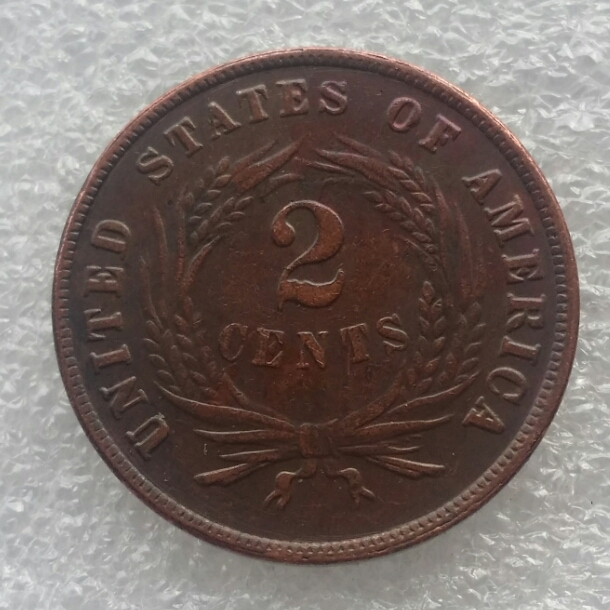 UNITED STATES OF AMERICA
2
CENTS